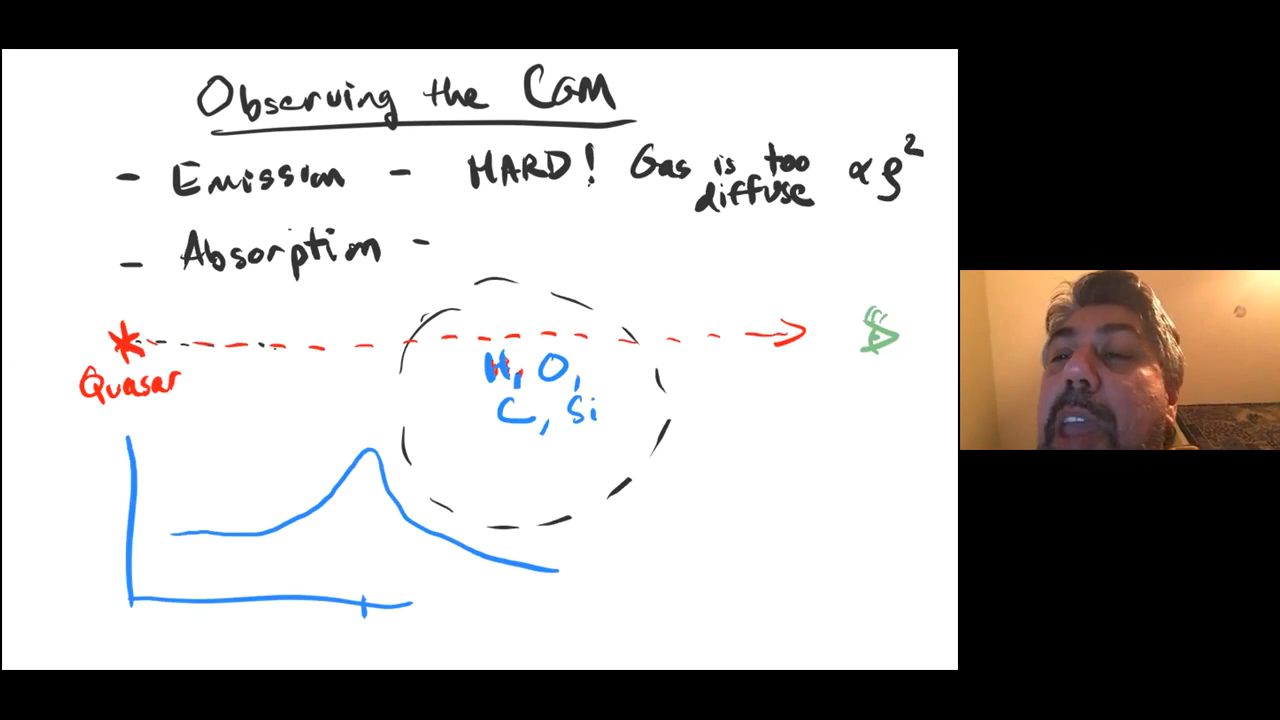 Observing the CGM
- Emission - HARD! Gas is too diffuse ∝ρ²
- Absorption -
Quasar
H, O,
C, Si